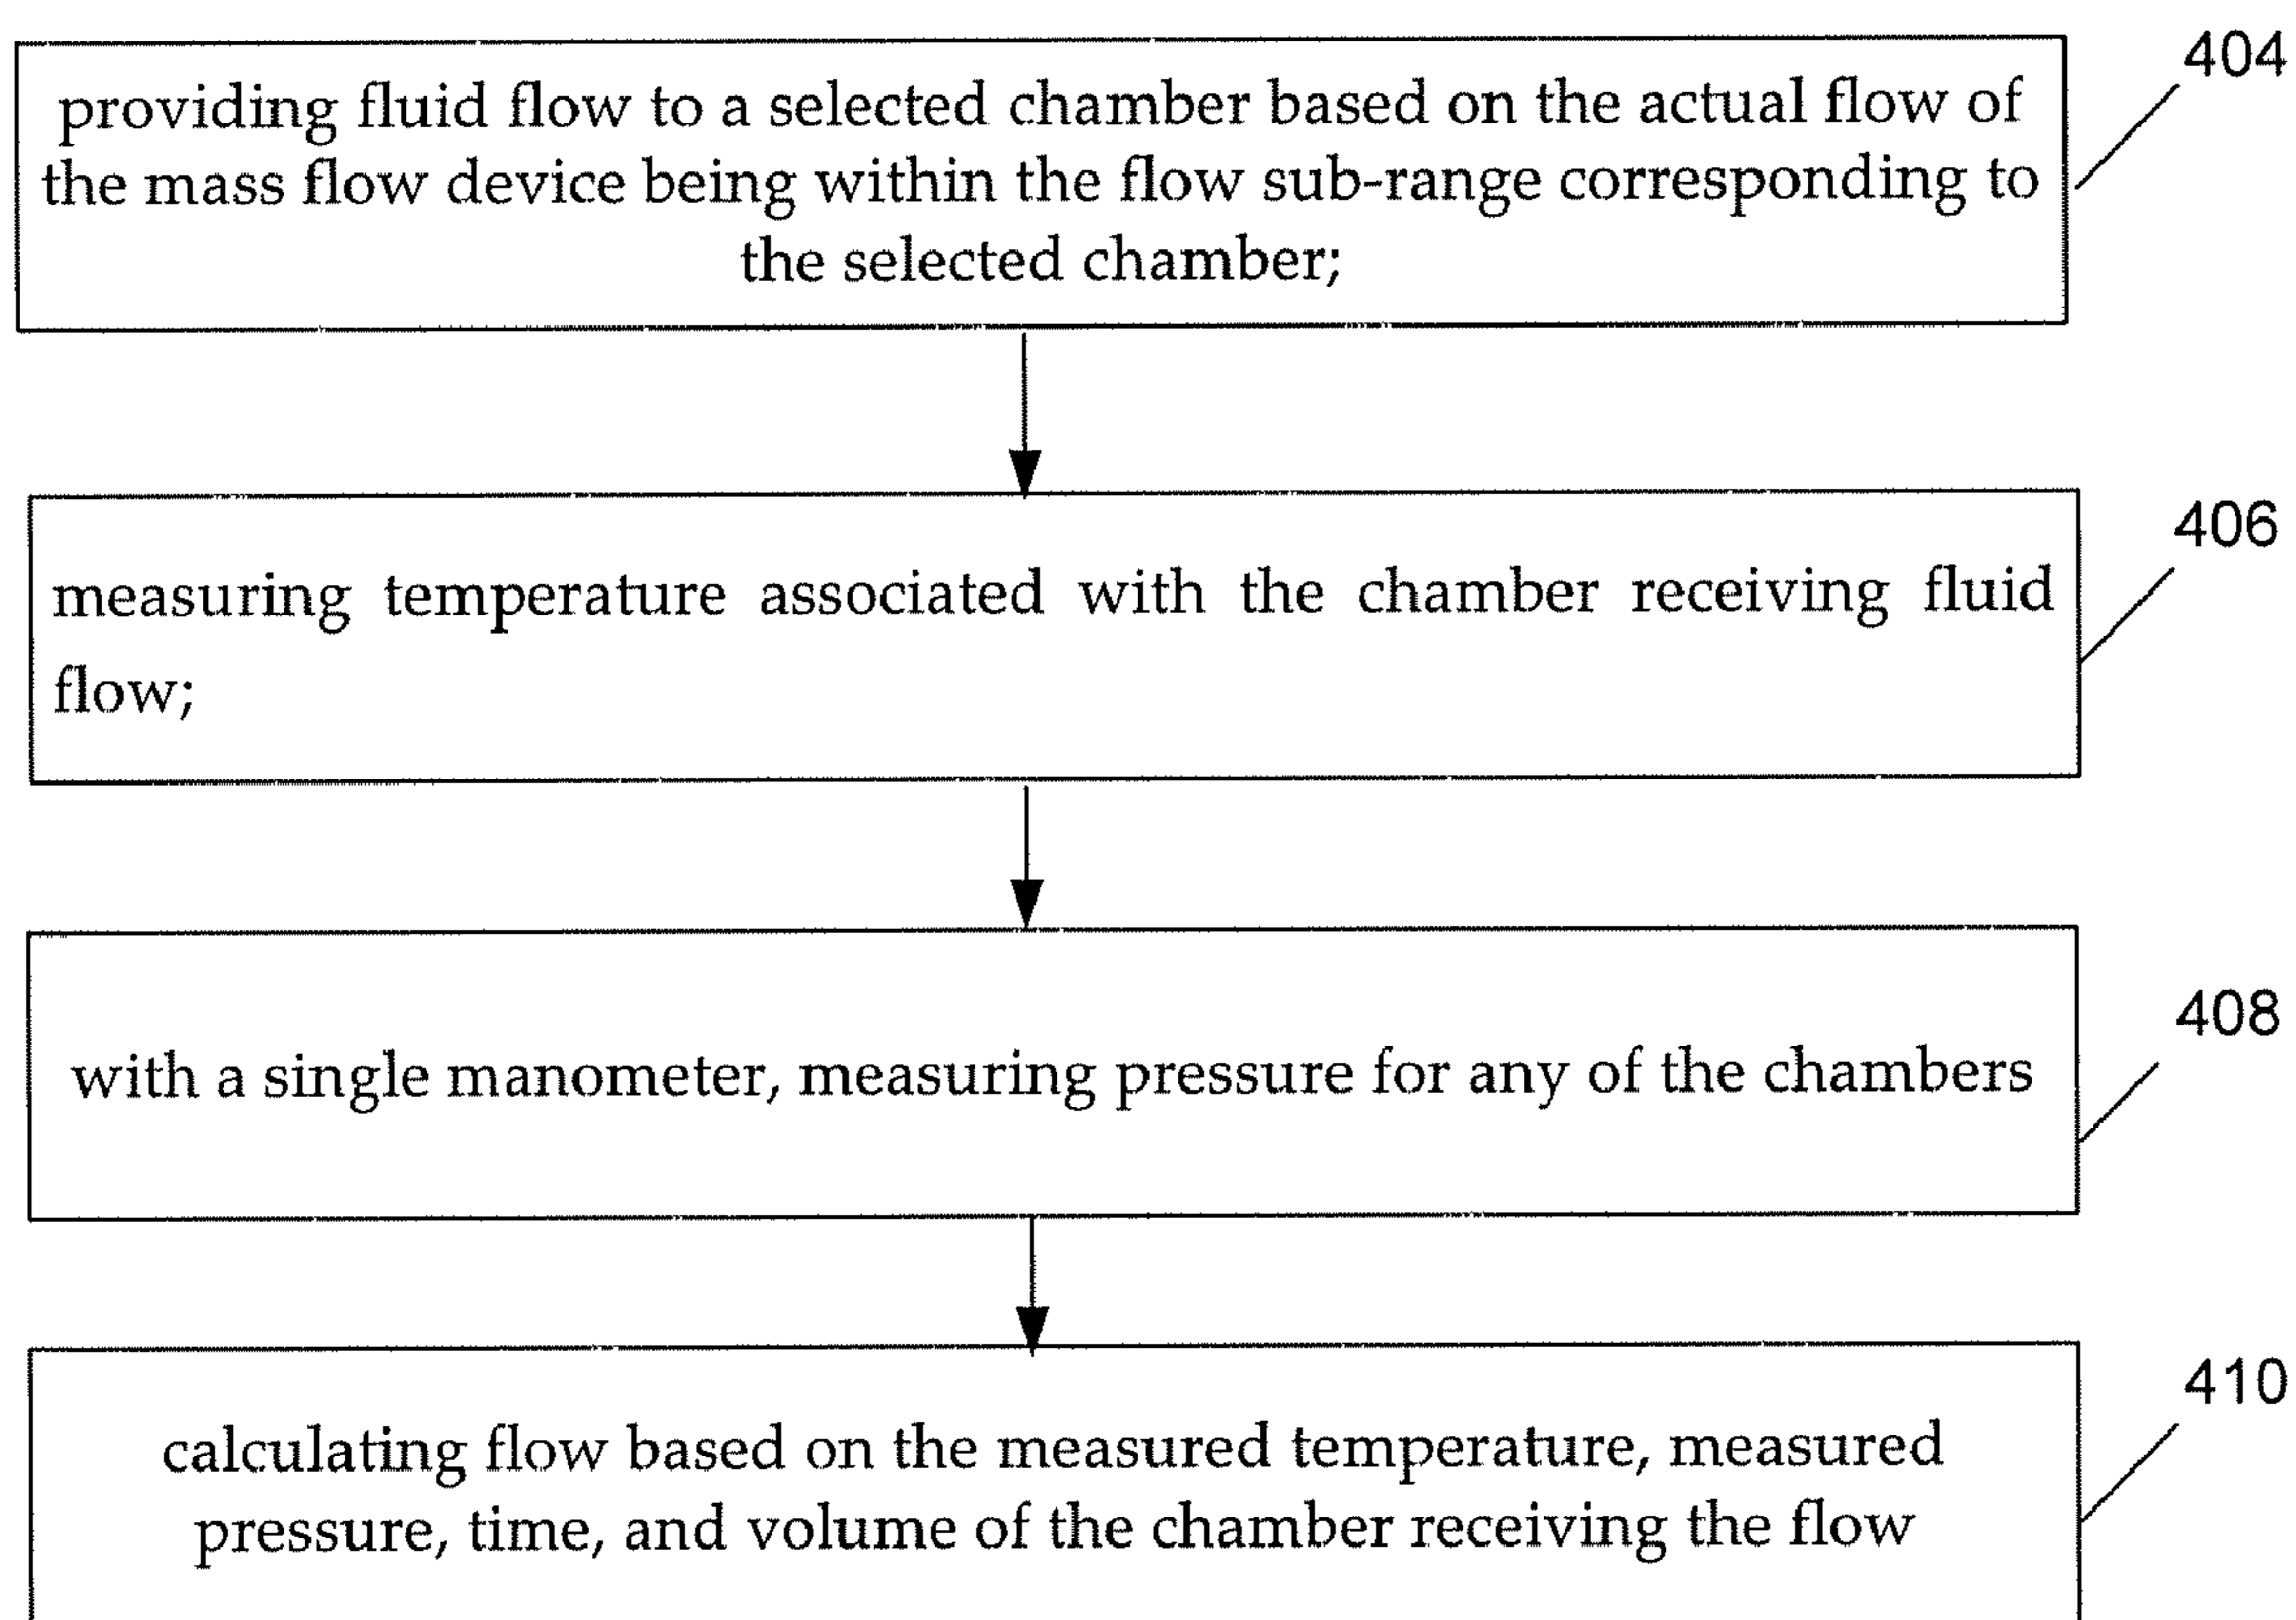 404
providing fluid flow to a selected chamber based on the actual flow of
the mass flow device being within the flow sub-range corresponding to
the selected chamber;
406
measuring temperature associated with the chamber receiving fluid
flow;
408
with a single manometer, measuring pressure for any of the chambers
410
calculating flow based on the measured temperature, measured
pressure, time, and volume of the chamber receiving the flow